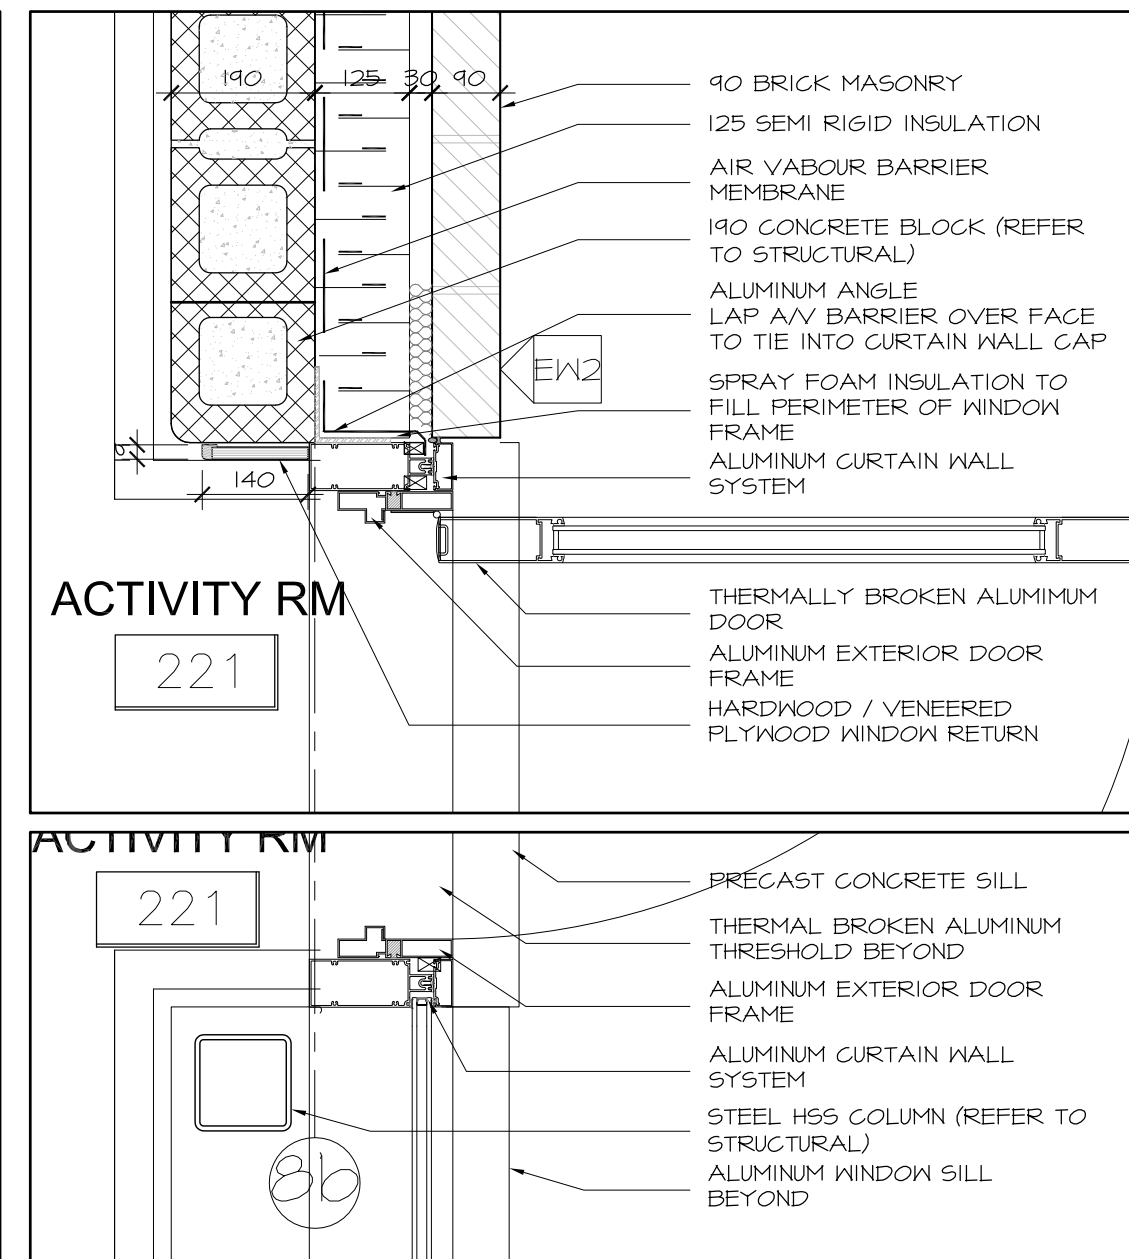 190 125 30 90
90 BRICK MASONRY
125 SEMI RIGID INSULATION
AIR VABOUR BARRIER
MEMBRANE
190 CONCRETE BLOCK (REFER
TO STRUCTURAL)
ALUMINUM ANGLE
LAP A/V BARRIER OVER FACE
TO TIE INTO CURTAIN WALL CAP
EW2
SPRAY FOAM INSULATION TO
FILL PERIMETER OF WINDOW
FRAME
ALUMINUM CURTAIN WALL
SYSTEM
140
ACTIVITY RM
221
THERMALLY BROKEN ALUMIMUM
DOOR
ALUMINUM EXTERIOR DOOR
FRAME
HARDWOOD / VENEERED
PLYWOOD WINDOW RETURN
ACTIVITY RM
221
PRECAST CONCRETE SILL
THERMAL BROKEN ALUMINUM
THRESHOLD BEYOND
ALUMINUM EXTERIOR DOOR
FRAME
ALUMINUM CURTAIN WALL
SYSTEM
STEEL HSS COLUMN (REFER TO
STRUCTURAL)
ALUMINUM WINDOW SILL
BEYOND